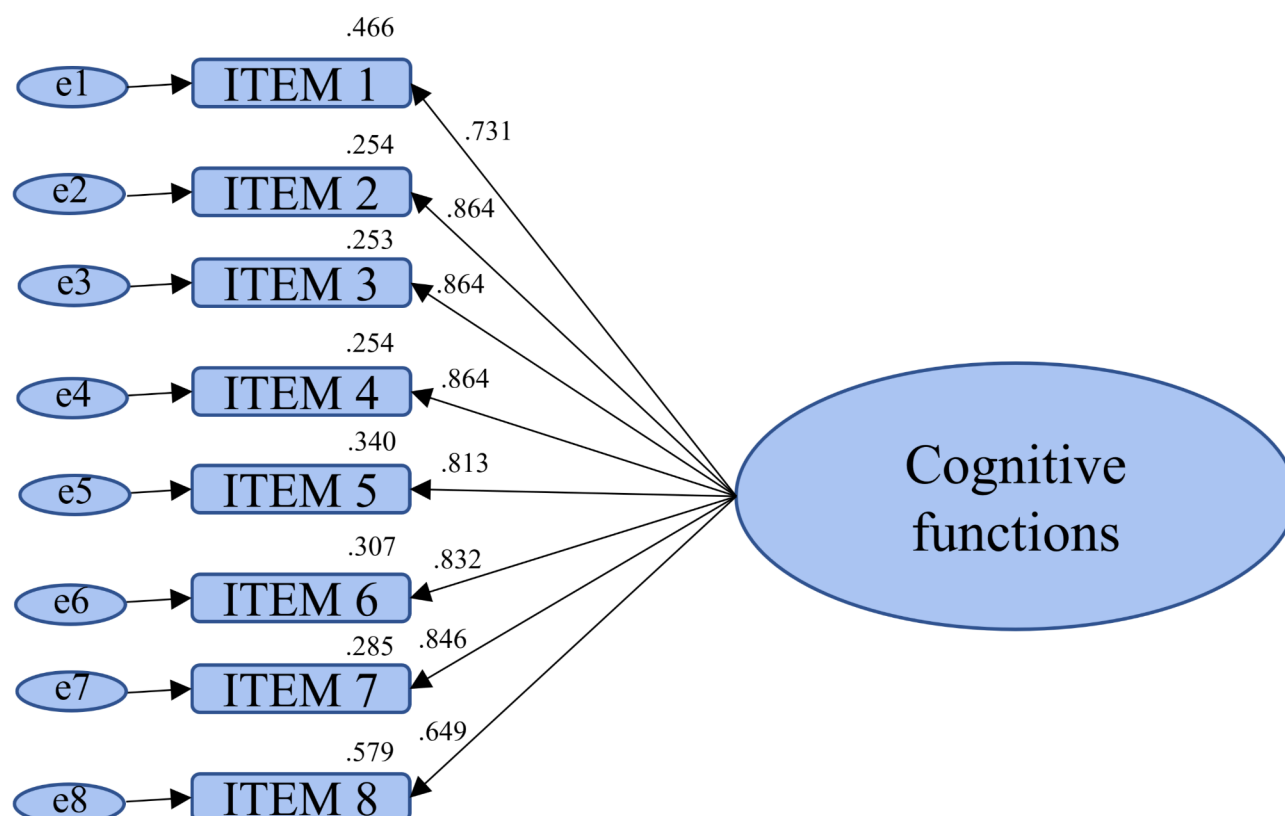 .466
e1
ITEM 1
.731
.254
e2
ITEM 2
.864
.253
e3
ITEM 3
.864
.254
e4
ITEM 4
.864
.340
e5
ITEM 5
.813
.307
e6
ITEM 6
.832
.285
e7
ITEM 7
.846
.579
e8
ITEM 8
.649
Cognitive
functions